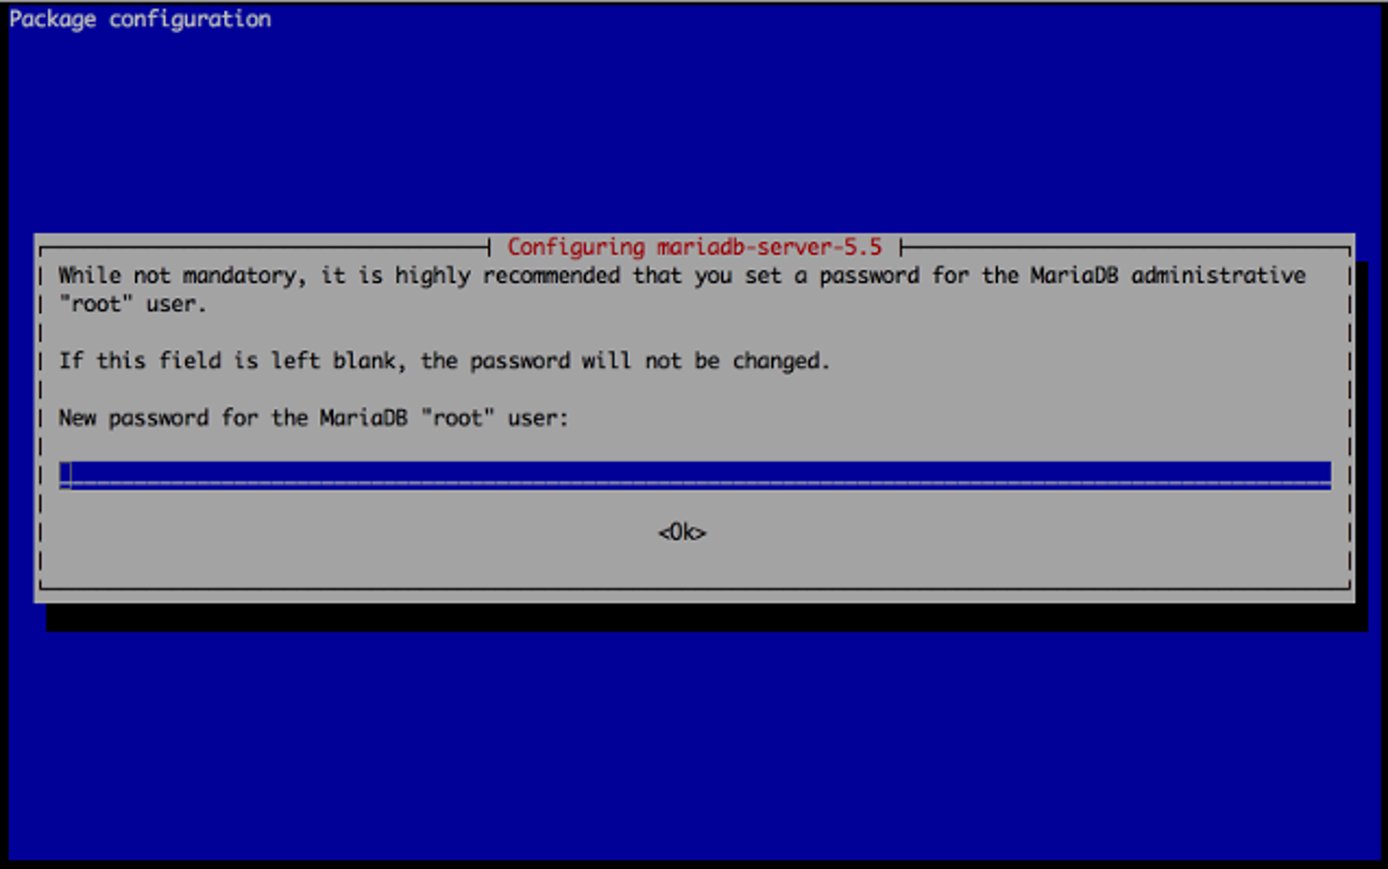 Package configuration
Configuring mariadb-server-5.5
While not mandatory, it is highly recommended that you set a password for the MariaDB administrative
"root" user.
If this field is left blank, the password will not be changed.
New password for the MariaDB "root" user:
<Ok>